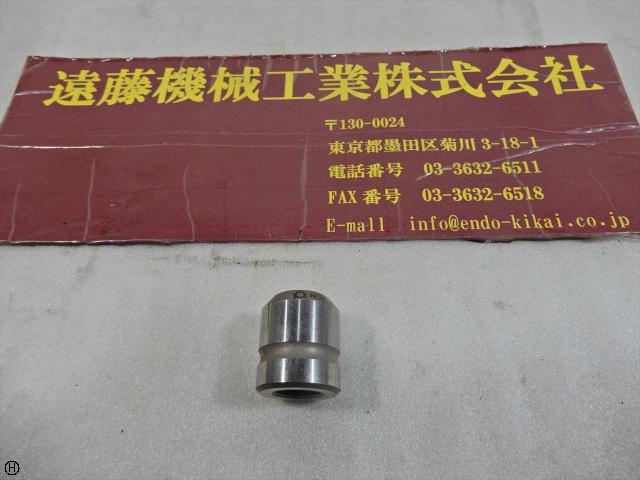 遠藤機械工業株式会社
〒130-0024
東京都墨田区菊川 3-18-1
電話番号 03-3632-6511
FAX 番号 03-3632-6518
E-mall info@endo-kikai.co.jp
H